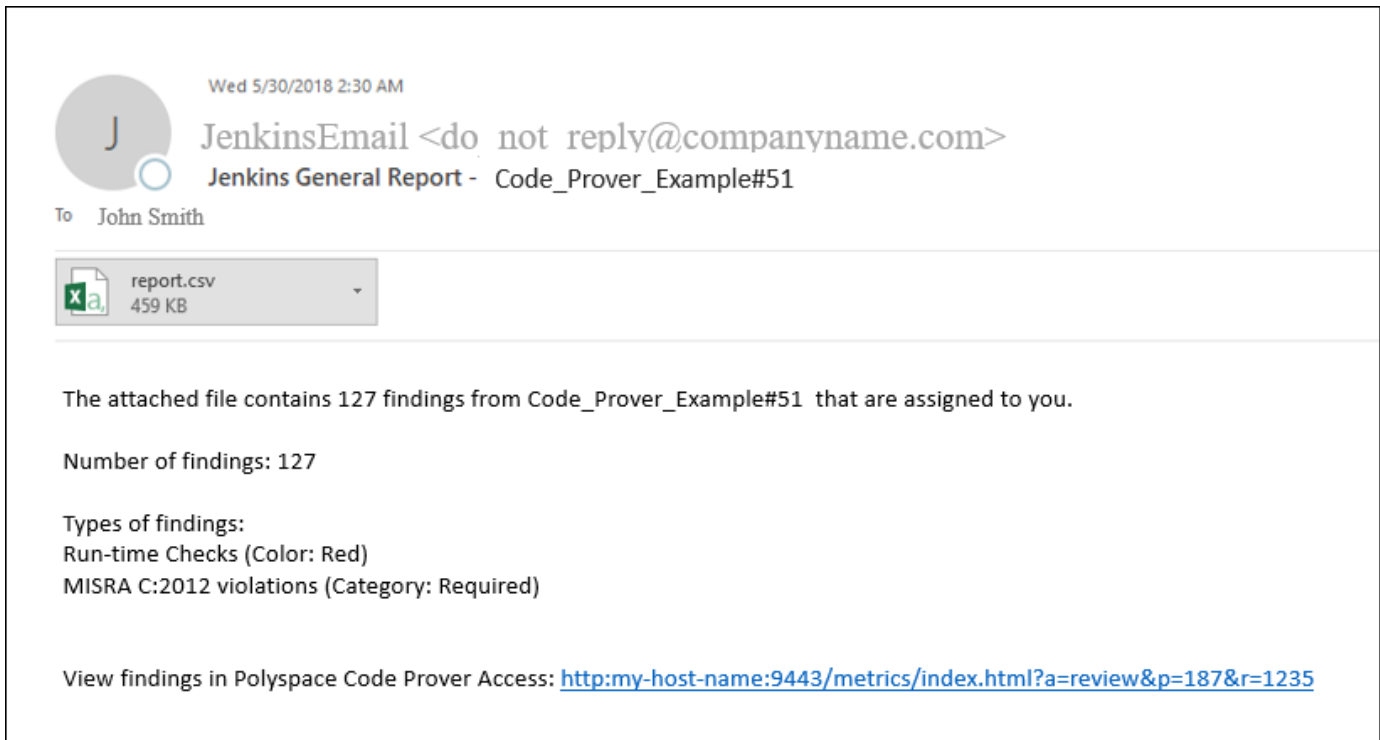 Wed 5/30/2018 2:30 AM
J
JenkinsEmail <do_not_reply@companyname.com>
Jenkins General Report - Code_Prover_Example#51
To John Smith
report.csv
459 KB
The attached file contains 127 findings from Code_Prover_Example#51 that are assigned to you.
Number of findings: 127
Types of findings:
Run-time Checks (Color: Red)
MISRA C:2012 violations (Category: Required)
View findings in Polyspace Code Prover Access: http:my-host-name:9443/metrics/index.html?a=review&p=187&r=1235